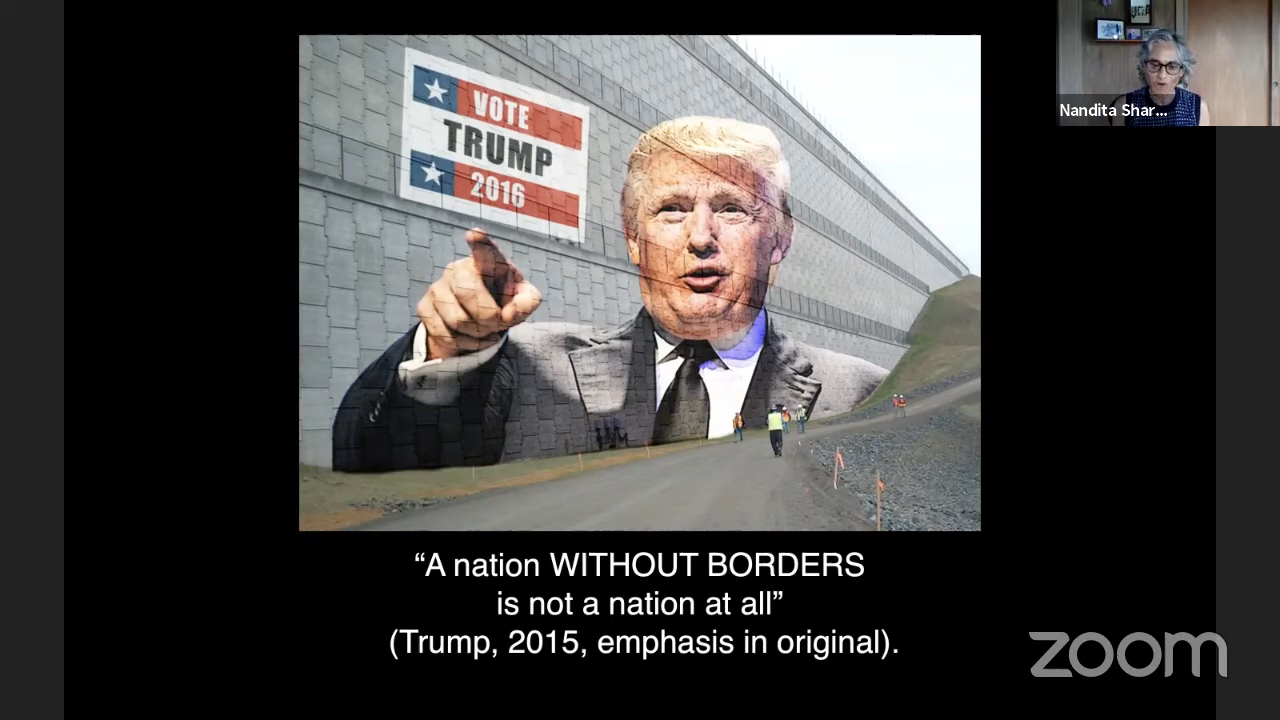 VOTE
TRUMP
2016
Nandita Shar...
“A nation WITHOUT BORDERS
is not a nation at all”
(Trump, 2015, emphasis in original).
zoom